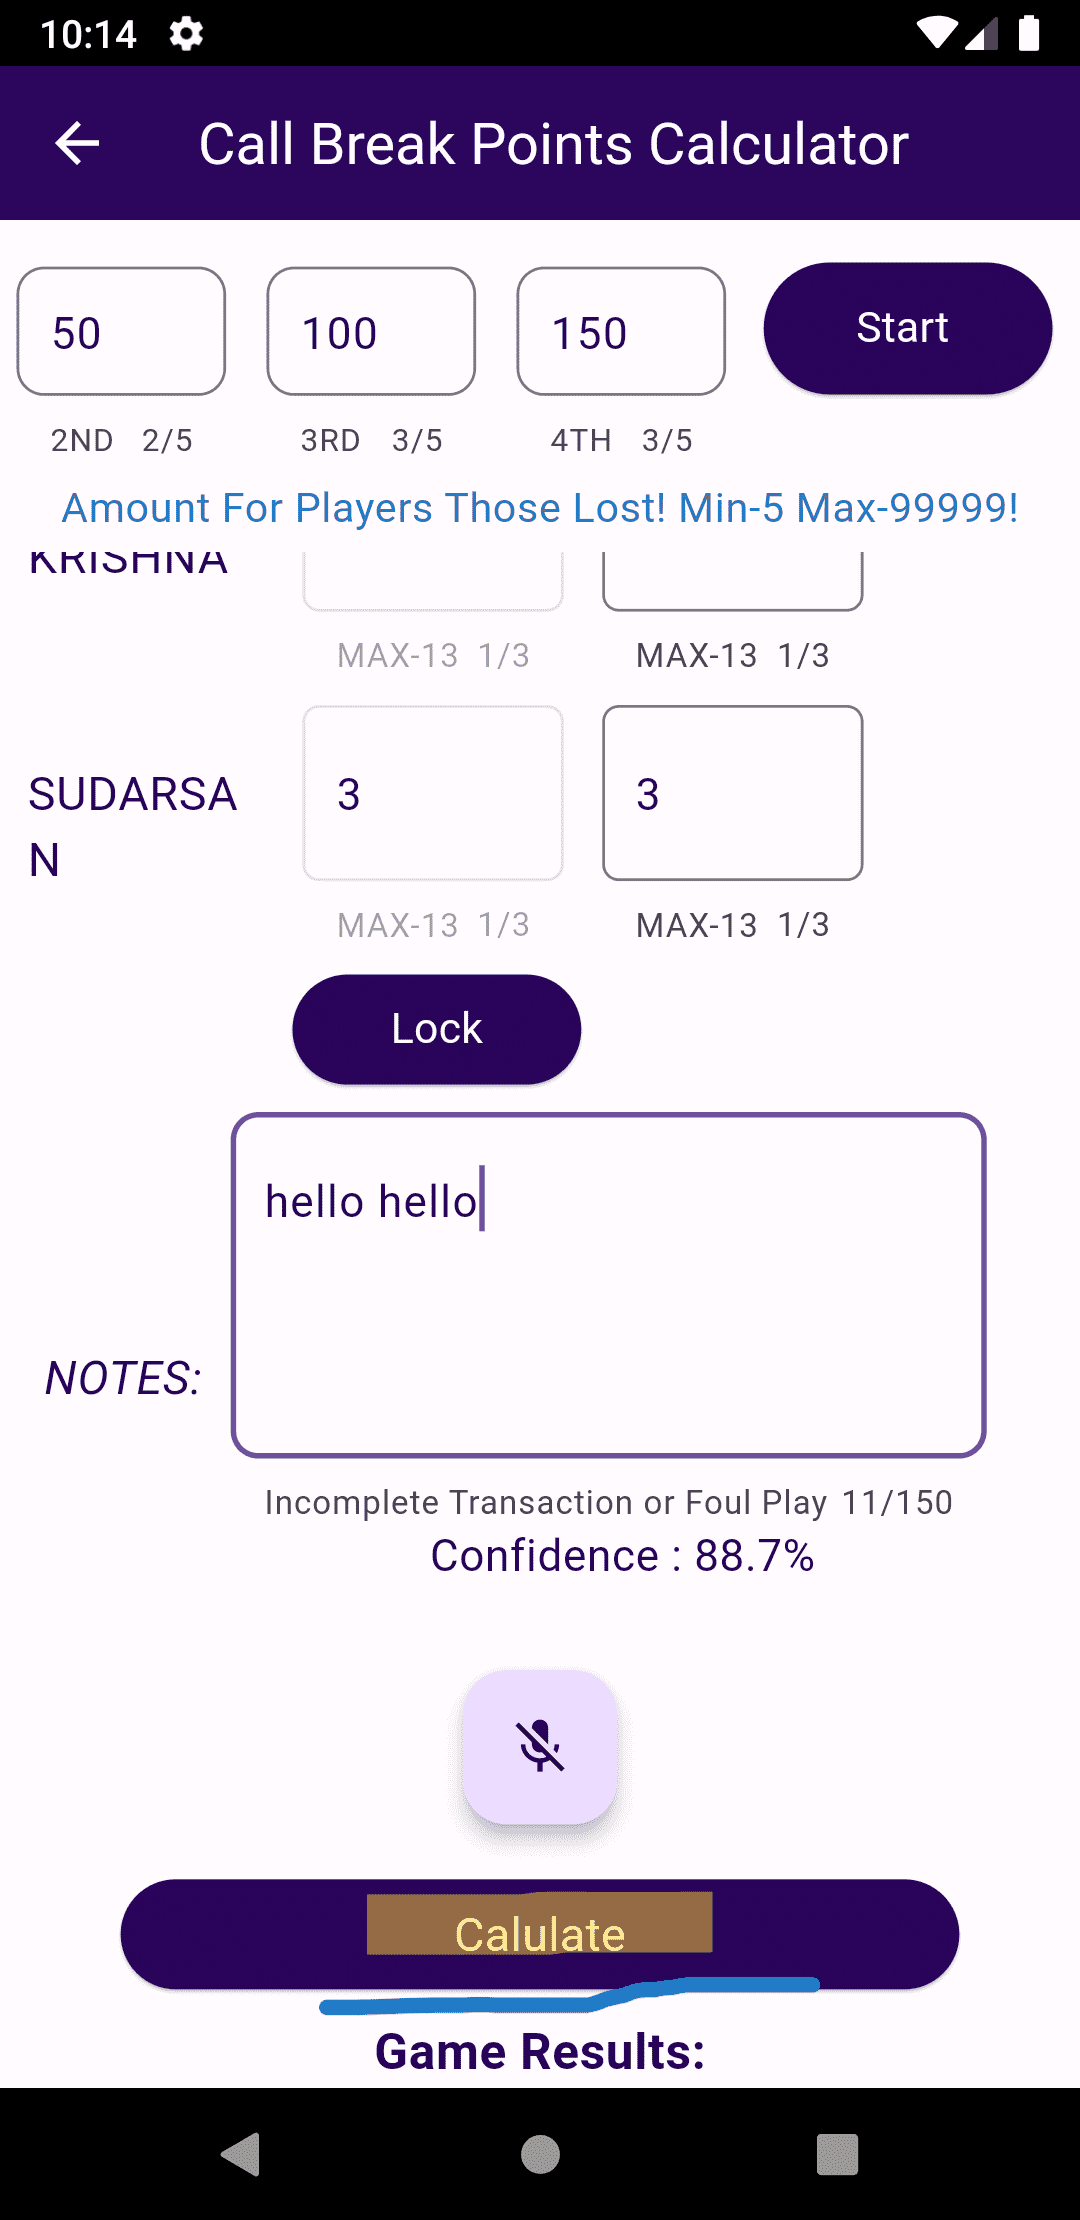 10:14
Call Break Points Calculator
50 100 150 Start
2ND 2/5 3RD 3/5 4TH 3/5
Amount For Players Those Lost! Min-5 Max-99999!
KRISHNA
MAX-13 1/3 MAX-13 1/3
SUDARSA
N
3 3
MAX-13 1/3 MAX-13 1/3
Lock
hello hello
NOTES:
Incomplete Transaction or Foul Play 11/150
Confidence : 88.7%
Calulate
Game Results: